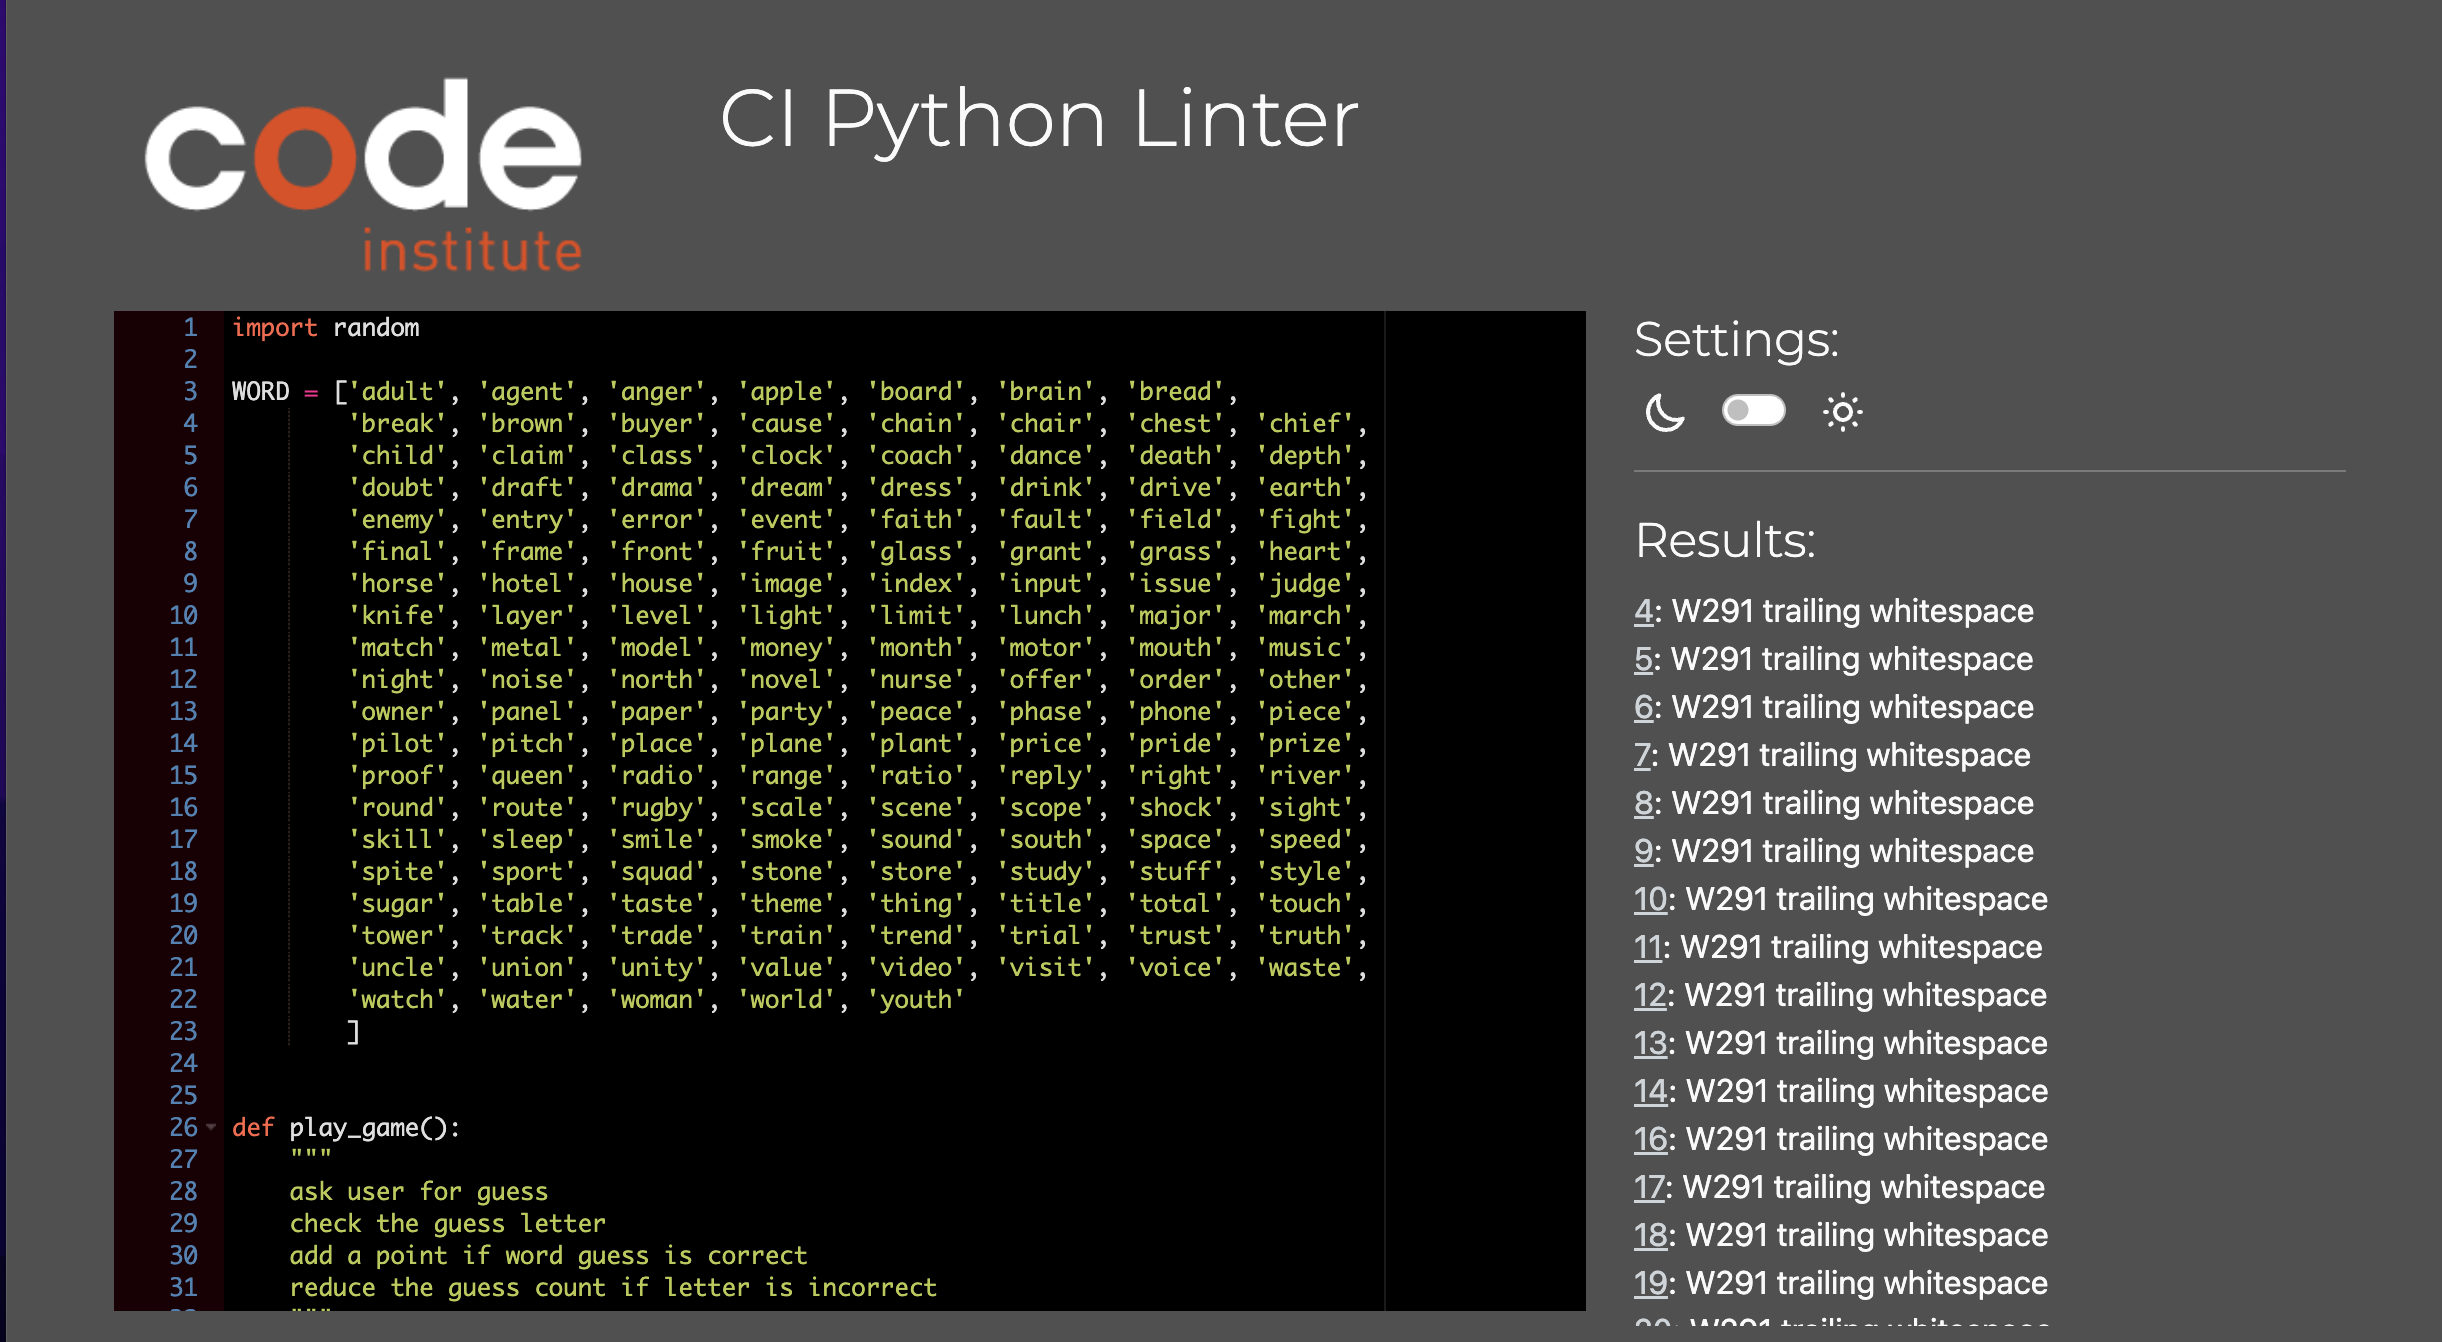 code
institute
CI Python Linter
1 import random
2
3 WORD = ['adult', 'agent', 'anger', 'apple', 'board', 'brain', 'bread',
4 'break', 'brown', 'buyer', 'cause', 'chain', 'chair', 'chest', 'chief',
5 'child', 'claim', 'class', 'clock', 'coach', 'dance', 'death', 'depth',
6 'doubt', 'draft', 'drama', 'dream', 'dress', 'drink', 'drive', 'earth',
7 'enemy', 'entry', 'error', 'event', 'faith', 'fault', 'field', 'fight',
8 'final', 'frame', 'front', 'fruit', 'glass', 'grant', 'grass', 'heart',
9 'horse', 'hotel', 'house', 'image', 'index', 'input', 'issue', 'judge',
10 'knife', 'layer', 'level', 'light', 'limit', 'lunch', 'major', 'march',
11 'match', 'metal', 'model', 'money', 'month', 'motor', 'mouth', 'music',
12 'night', 'noise', 'north', 'novel', 'nurse', 'offer', 'order', 'other',
13 'owner', 'panel', 'paper', 'party', 'peace', 'phase', 'phone', 'piece',
14 'pilot', 'pitch', 'place', 'plane', 'plant', 'price', 'pride', 'prize',
15 'proof', 'queen', 'radio', 'range', 'ratio', 'reply', 'right', 'river',
16 'round', 'route', 'rugby', 'scale', 'scene', 'scope', 'shock', 'sight',
17 'skill', 'sleep', 'smile', 'smoke', 'sound', 'south', 'space', 'speed',
18 'spite', 'sport', 'squad', 'stone', 'store', 'study', 'stuff', 'style',
19 'sugar', 'table', 'taste', 'theme', 'thing', 'title', 'total', 'touch',
20 'tower', 'track', 'trade', 'train', 'trend', 'trial', 'trust', 'truth',
21 'uncle', 'union', 'unity', 'value', 'video', 'visit', 'voice', 'waste',
22 'watch', 'water', 'woman', 'world', 'youth'
23 ]
24
25
26 def play_game():
27 """
28 ask user for guess
29 check the guess letter
30 add a point if word guess is correct
31 reduce the guess count if letter is incorrect
Settings:
Results:
4: W291 trailing whitespace
5: W291 trailing whitespace
6: W291 trailing whitespace
7: W291 trailing whitespace
8: W291 trailing whitespace
9: W291 trailing whitespace
10: W291 trailing whitespace
11: W291 trailing whitespace
12: W291 trailing whitespace
13: W291 trailing whitespace
14: W291 trailing whitespace
16: W291 trailing whitespace
17: W291 trailing whitespace
18: W291 trailing whitespace
19: W291 trailing whitespace
20: W291 trailing whitespace